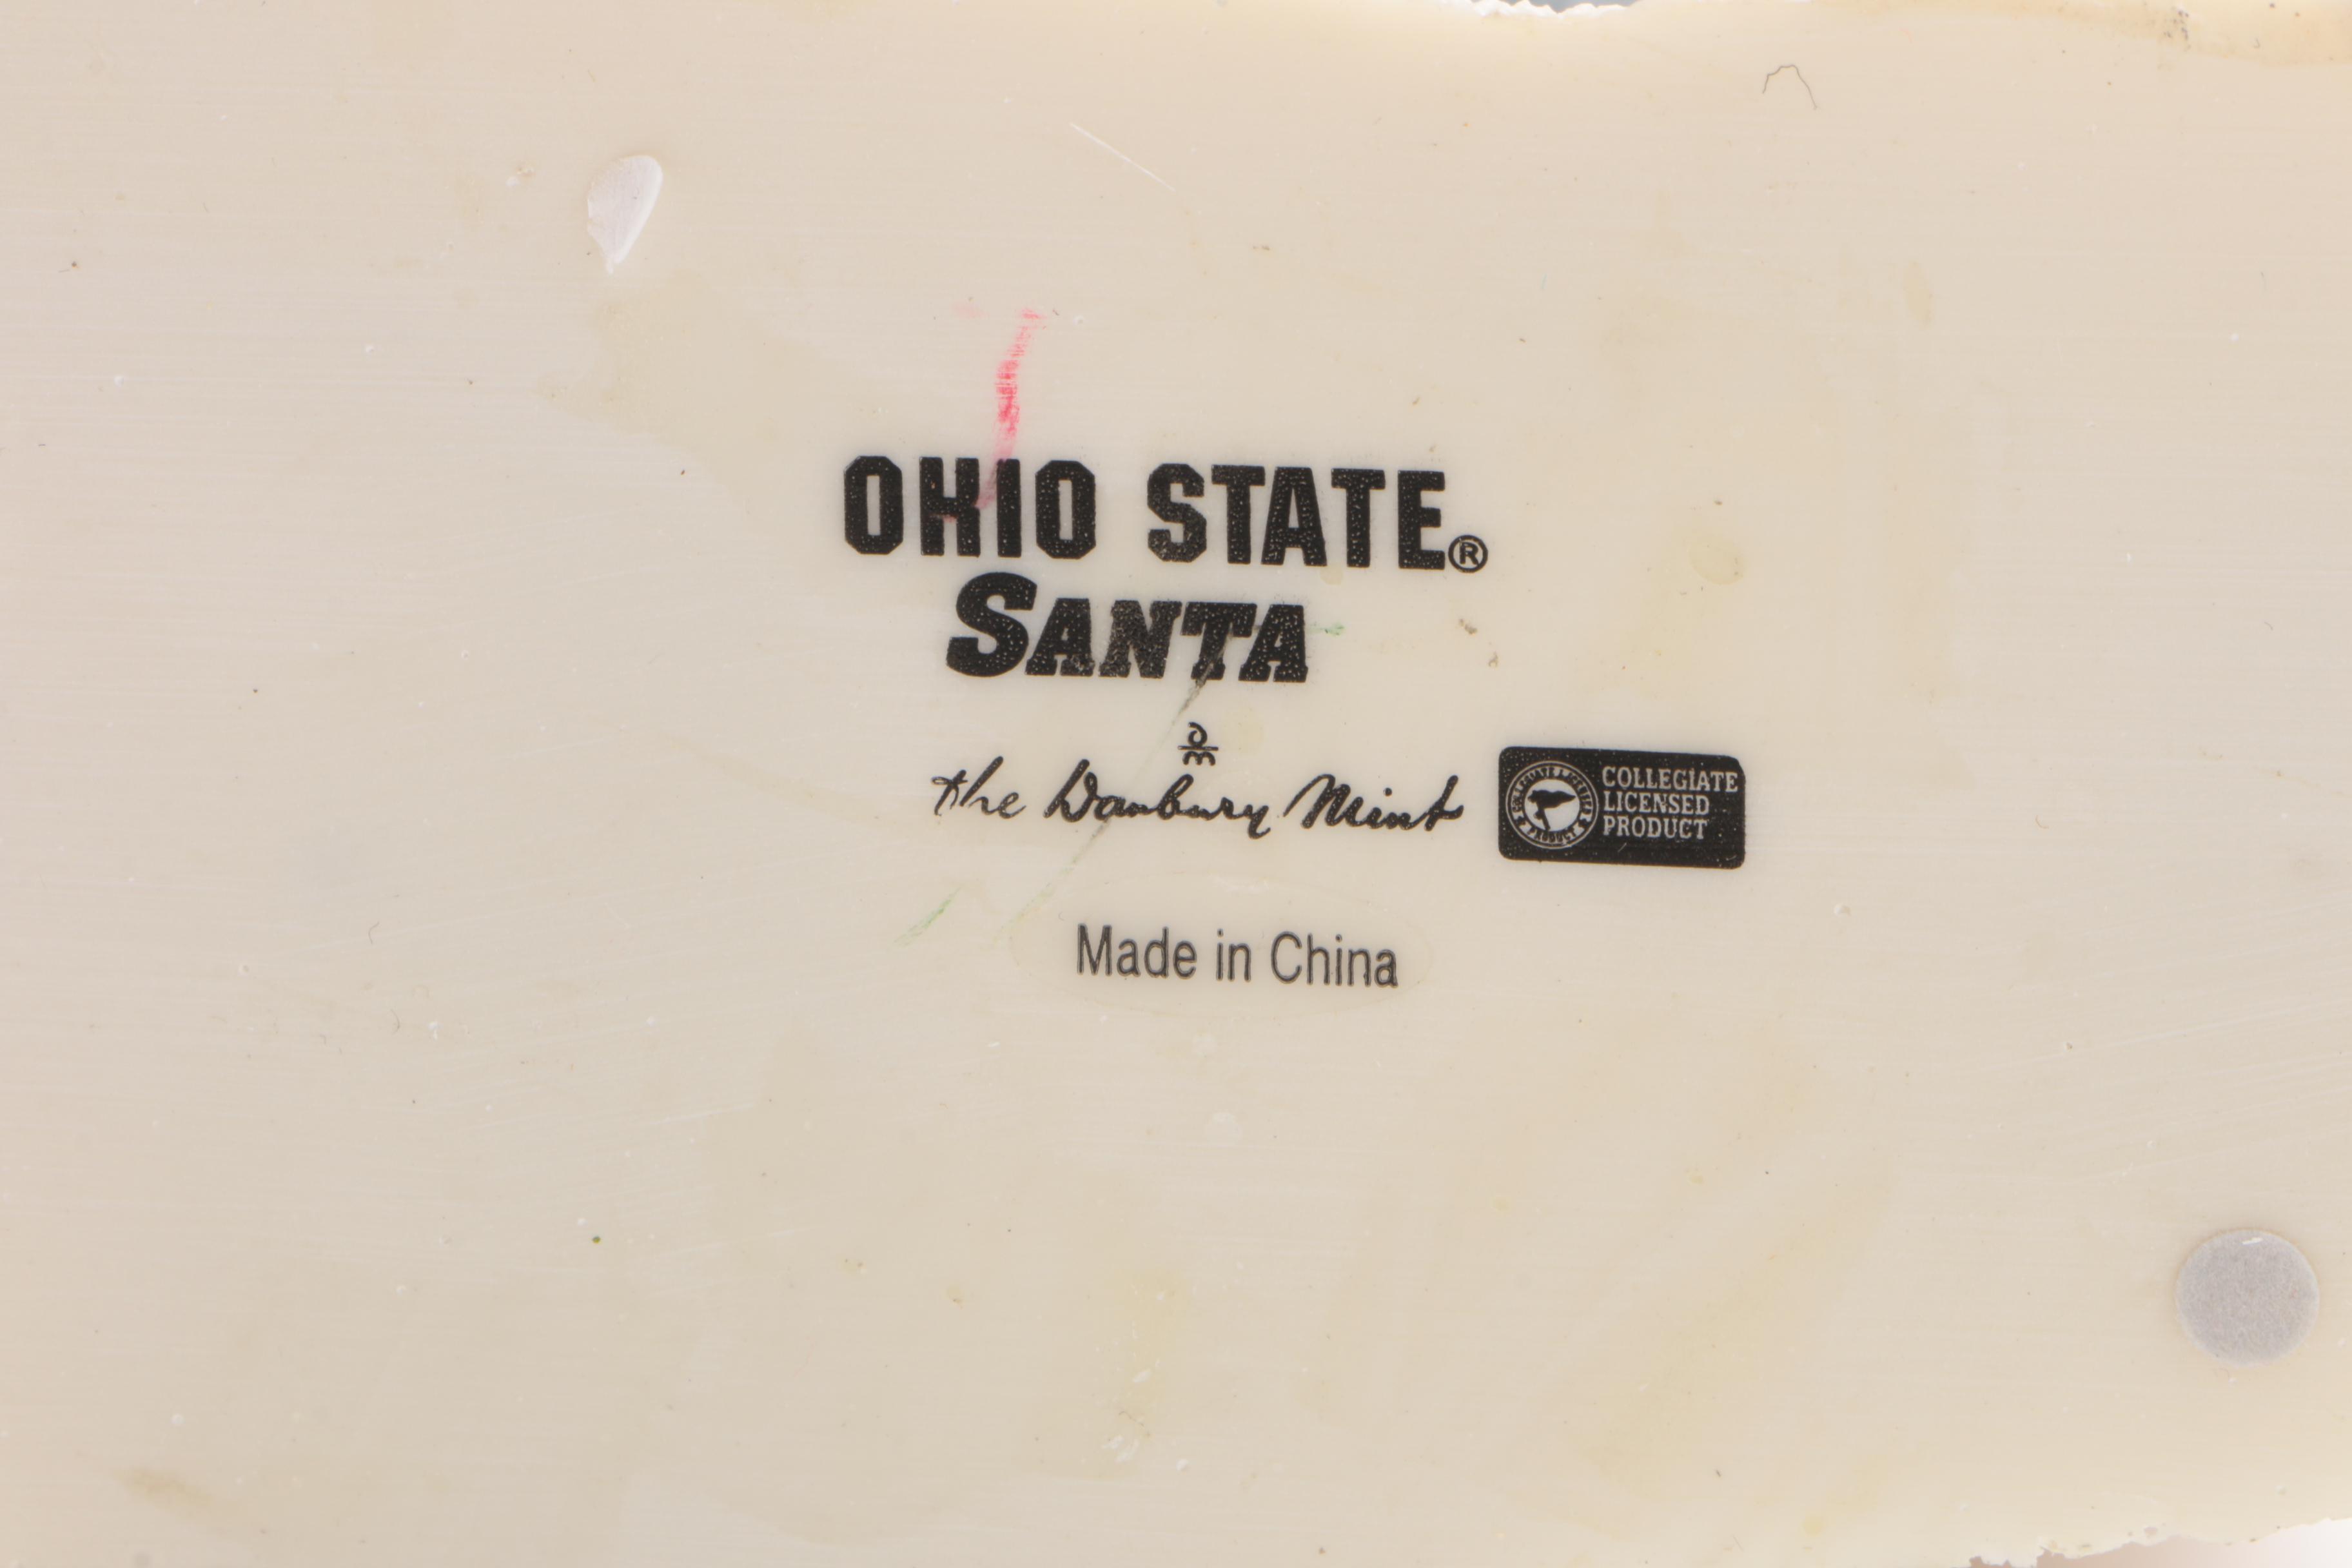 OHIO STATE®
SANTA
the Danbury Mint
COLLEGIATE
LICENSED
PRODUCT
Made in China